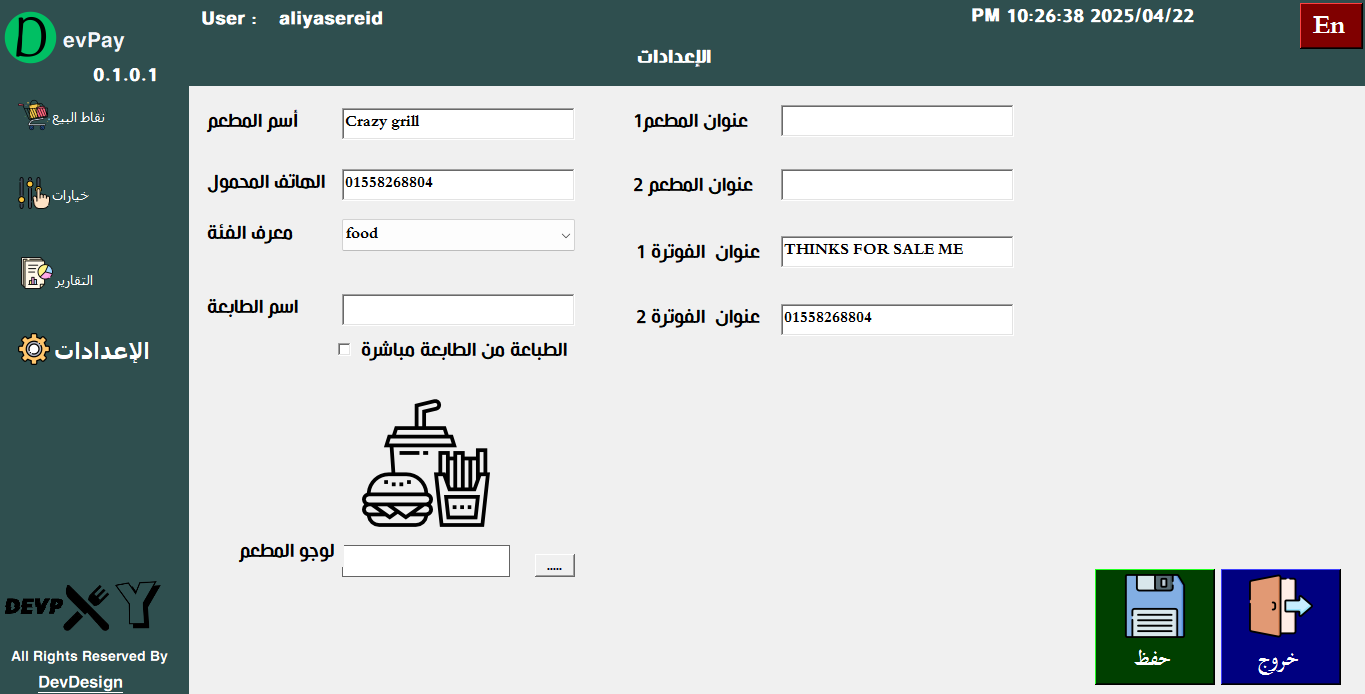 D evPay
0.1.0.1
User : aliyasereid
PM 10:26:38 2025/04/22
En
الإعدادات
نقاط البيع
خيارات
التقارير
الإعدادات
أسم المطعم
Crazy grill
الهاتف المحمول
01558268804
معرف الفئة
food
اسم الطابعة
الطباعة من الطابعة مباشرة
لوجو المطعم
.....
عنوان المطعم1
عنوان المطعم 2
عنوان الفوترة 1
THINKS FOR SALE ME
عنوان الفوترة 2
01558268804
حفظ
خروج
DEVP X Y
All Rights Reserved By
DevDesign